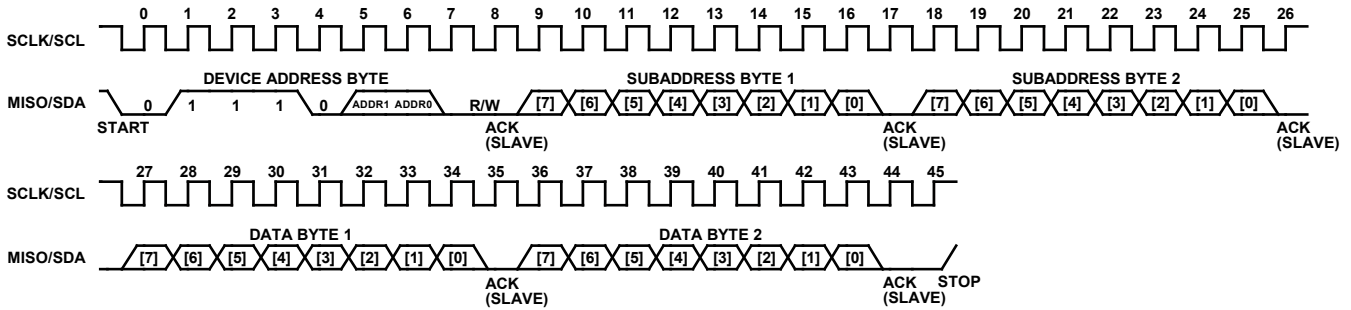 0 1 2 3 4 5 6 7 8 9 10 11 12 13 14 15 16 17 18 19 20 21 22 23 24 25 26
SCLK/SCL
DEVICE ADDRESS BYTE SUBADDRESS BYTE 1 SUBADDRESS BYTE 2
MISO/SDA 0 1 1 1 0 ADDR1 ADDR0 R/W [7] [6] [5] [4] [3] [2] [1] [0] [7] [6] [5] [4] [3] [2] [1] [0]
START ACK ACK ACK
(SLAVE) (SLAVE) (SLAVE)
27 28 29 30 31 32 33 34 35 36 37 38 39 40 41 42 43 44 45
SCLK/SCL
DATA BYTE 1 DATA BYTE 2
MISO/SDA [7] [6] [5] [4] [3] [2] [1] [0] [7] [6] [5] [4] [3] [2] [1] [0]
ACK ACK STOP
(SLAVE) (SLAVE)